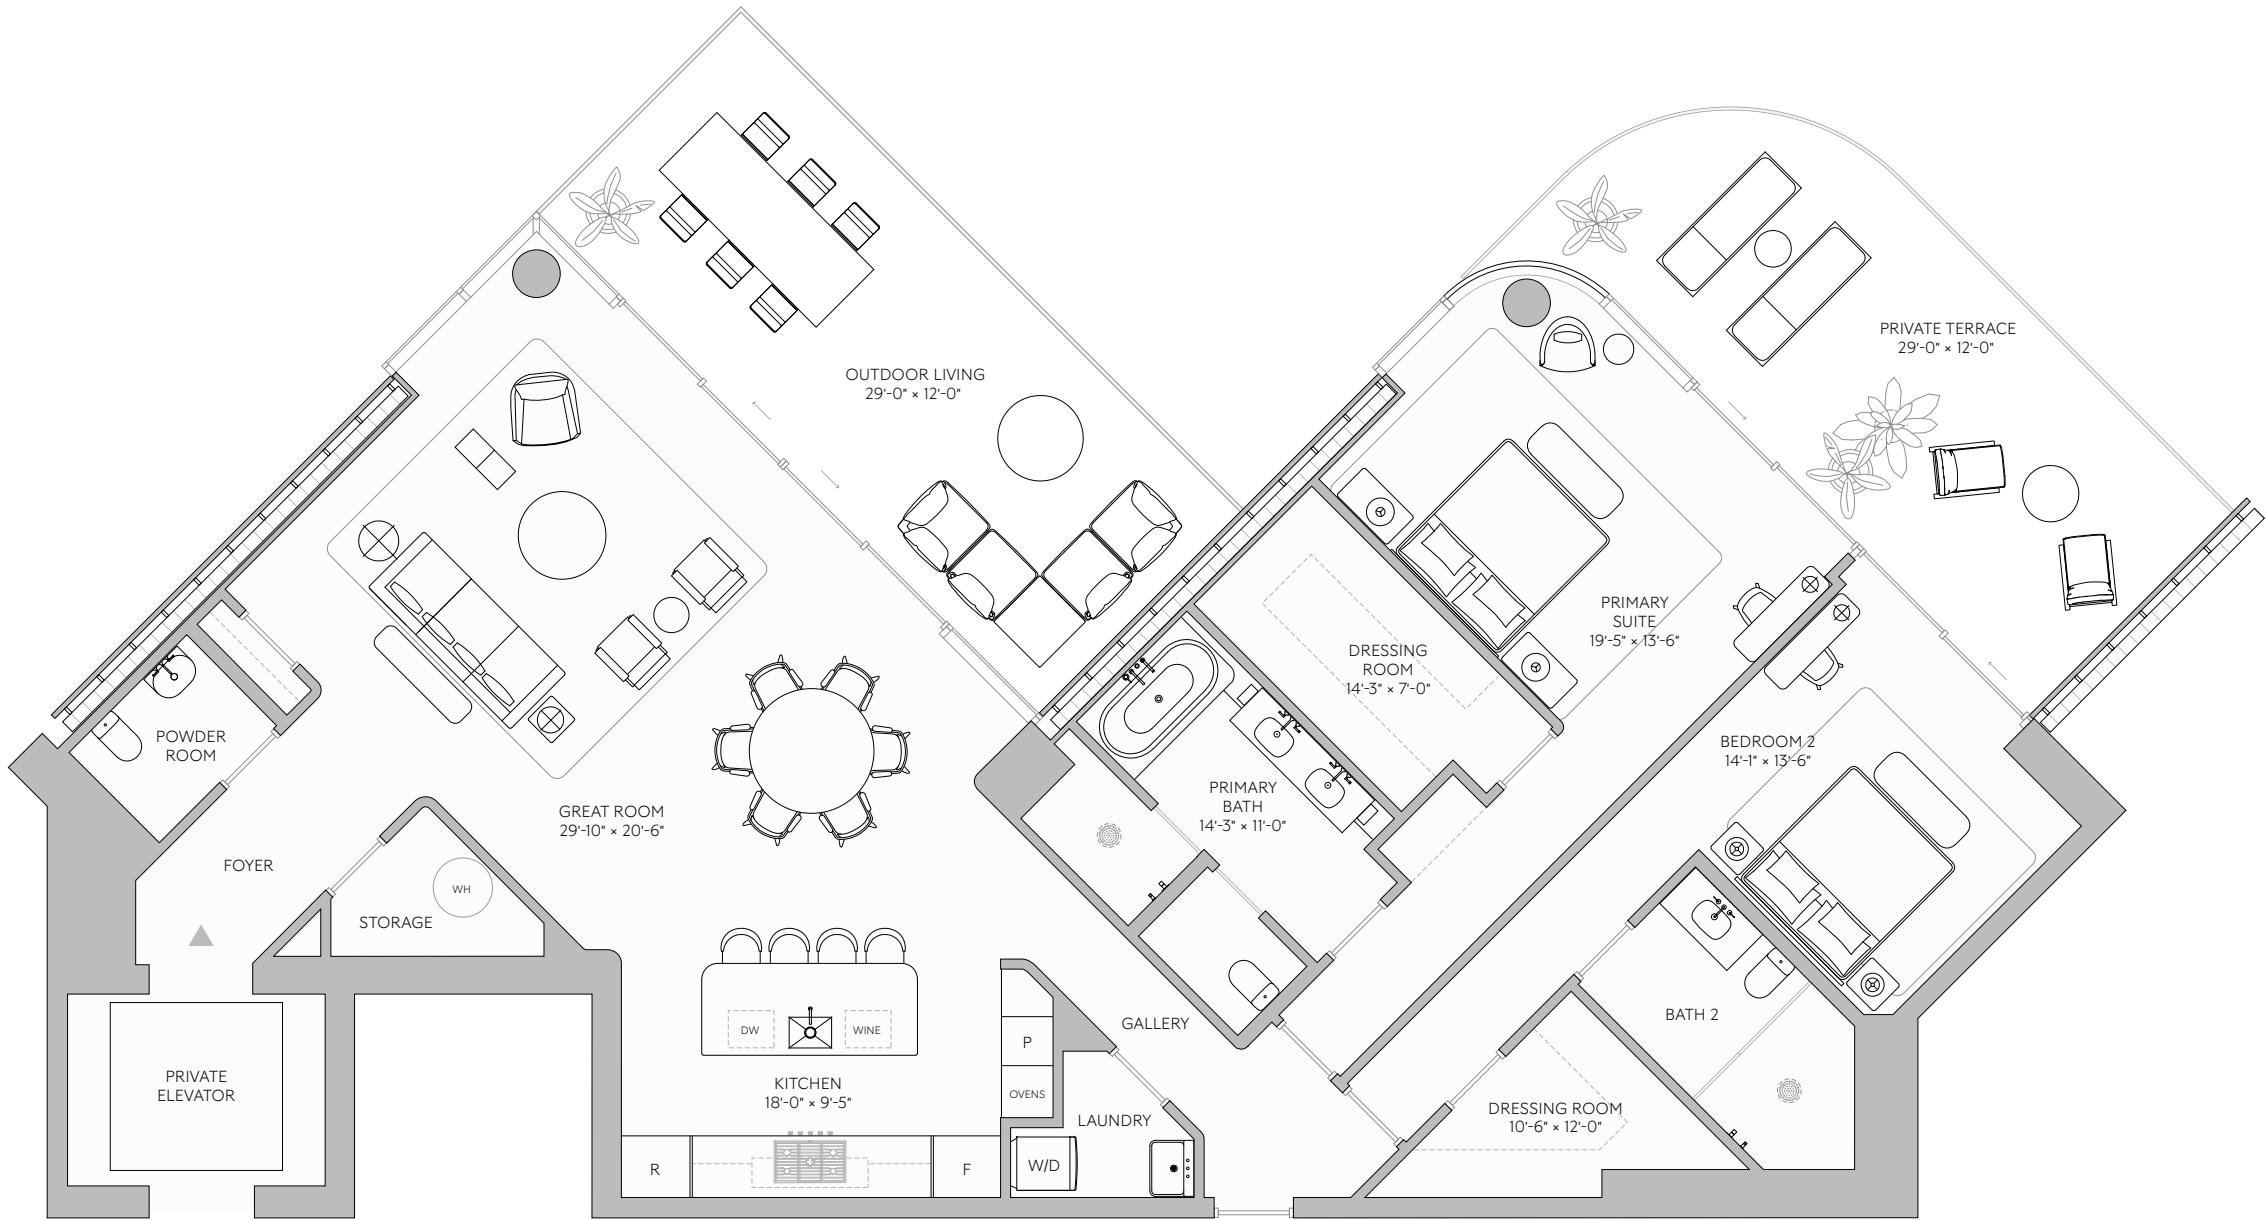 OUTDOOR LIVING
29'-0" × 12'-0"
PRIVATE TERRACE
29'-0" × 12'-0"
PRIMARY
SUITE
19'-5" × 13'-6"
DRESSING
ROOM
14'-3" × 7'-0"
POWDER
ROOM
BEDROOM 2
14'-1" × 13'-6"
PRIMARY
BATH
14'-3" × 11'-0"
GREAT ROOM
29'-10" × 20'-6"
FOYER
WH
STORAGE
DW
WINE
P
GALLERY
BATH 2
PRIVATE
ELEVATOR
KITCHEN
18'-0" × 9'-5"
OVENS
LAUNDRY
DRESSING ROOM
10'-6" × 12'-0"
R
F
W/D